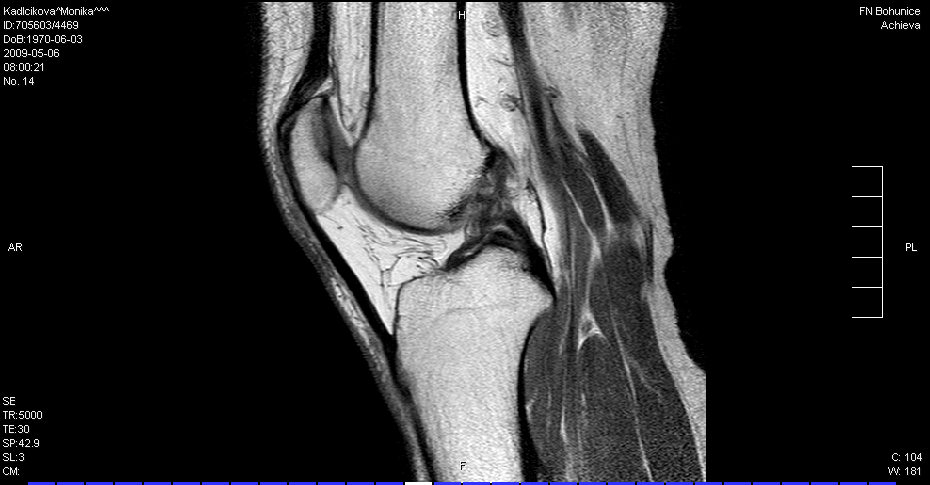 Kadlcikova^Monika^^^
ID:705603/4469
DoB:1970-06-03
2009-05-06
08:00:21
No. 14
FN Bohunice
Achieva
H
AR
PL
SE
TR:5000
TE:30
SP:42.9
SL:3
CM:
F
C: 104
W: 181